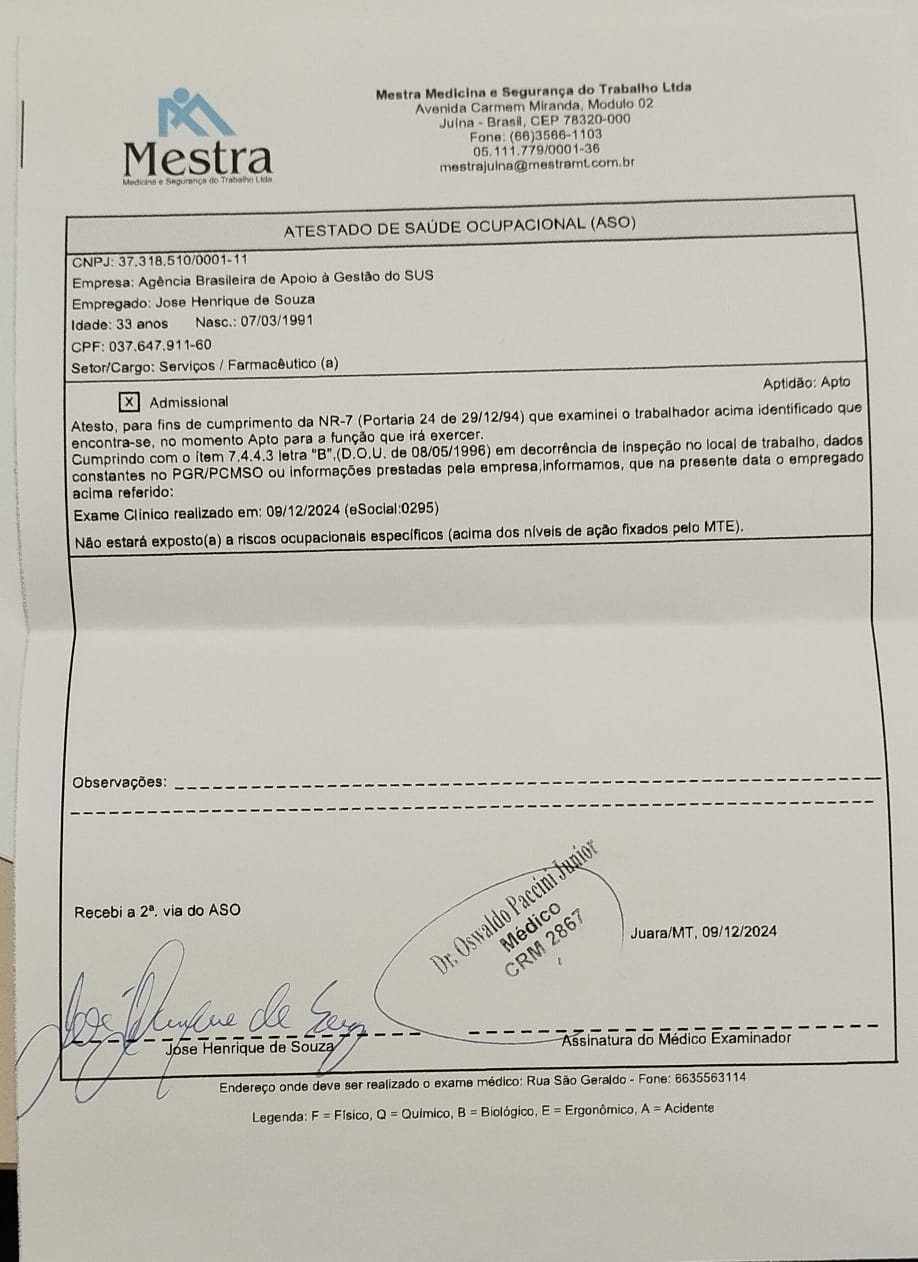 Mestra
Medicina e Segurança do Trabalho Ltda
Mestra Medicina e Segurança do Trabalho Ltda
Avenida Carmem Miranda, Modulo 02
Juína - Brasil, CEP 78320-000
Fone: (66)3566-1103
05.111.779/0001-36
mestrajuina@mestramt.com.br
ATESTADO DE SAÚDE OCUPACIONAL (ASO)
CNPJ: 37.318.510/0001-11
Empresa: Agência Brasileira de Apoio à Gestão do SUS
Empregado: Jose Henrique de Souza
Idade: 33 anos Nasc.: 07/03/1991
CPF: 037.647.911-60
Setor/Cargo: Serviços / Farmacêutico (a)
Aptidão: Apto
X Admissional
Atesto, para fins de cumprimento da NR-7 (Portaria 24 de 29/12/94) que examinei o trabalhador acima identificado que
encontra-se, no momento Apto para a função que irá exercer.
Cumprindo com o ítem 7.4.4.3 letra "B",(D.O.U. de 08/05/1996) em decorrência de inspeção no local de trabalho, dados
constantes no PGR/PCMSO ou informações prestadas pela empresa,informamos, que na presente data o empregado
acima referido:
Exame Clínico realizado em: 09/12/2024 (eSocial:0295)
Não estará exposto(a) a riscos ocupacionais específicos (acima dos níveis de ação fixados pelo MTE).
Observações:
Recebi a 2ª. via do ASO
Dr. Oswaldo Paccini Junior
Médico
CRM 2867
Juara/MT, 09/12/2024
José Henrique de Souza
Jose Henrique de Souza
Assinatura do Médico Examinador
Endereço onde deve ser realizado o exame médico: Rua São Geraldo - Fone: 6635563114
Legenda: F = Físico, Q = Químico, B = Biológico, E = Ergonômico, A = Acidente